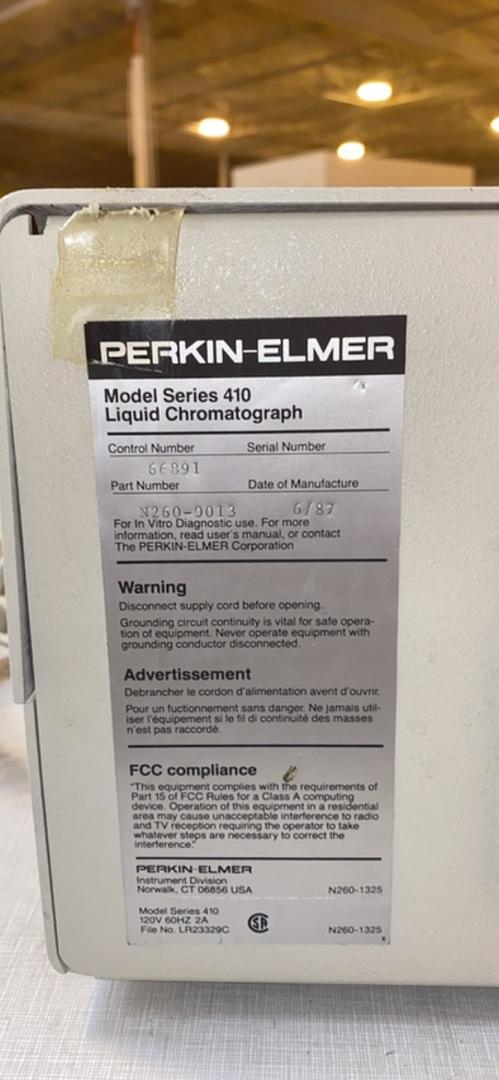 PERKIN-ELMER
Model Series 410
Liquid Chromatograph
Control Number Serial Number
66891
Part Number Date of Manufacture
N260-0013 6/87
For In Vitro Diagnostic use. For more
information, read user's manual, or contact
The PERKIN-ELMER Corporation
Warning
Disconnect supply cord before opening.
Grounding circuit continuity is vital for safe opera-
tion of equipment. Never operate equipment with
grounding conductor disconnected.
Advertissement
Debrancher le cordon d'alimentation avent d'ouvrir.
Pour un fuctionnement sans danger. Ne jamais util-
iser l'équipement si le fil di continuité des masses
n'est pas raccordé.
FCC compliance
"This equipment complies with the requirements of
Part 15 of FCC Rules for a Class A computing
device. Operation of this equipment in a residential
area may cause unacceptable interference to radio
and TV reception requiring the operator to take
whatever steps are necessary to correct the
interference."
PERKIN-ELMER
Instrument Division
Norwalk, CT 06856 USA N260-1325
Model Series 410
120V 60HZ 2A
File No. LR23329C SA N260-1325